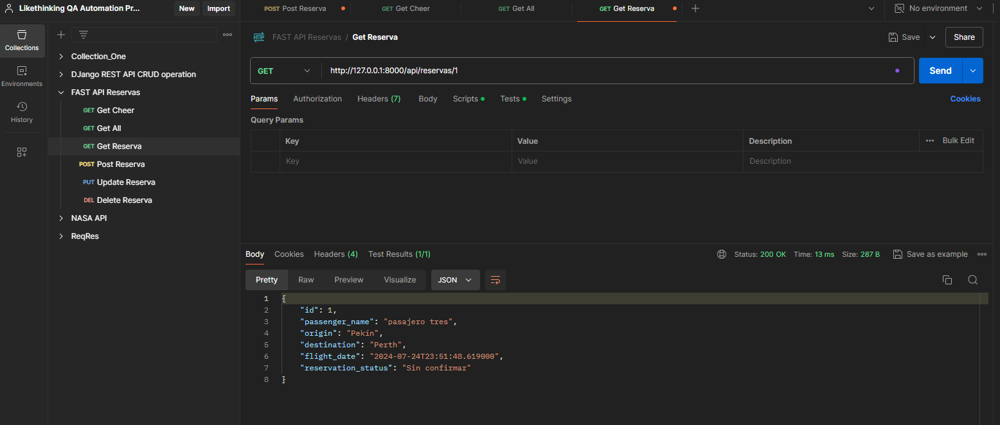 Likethinking QA Automation Pr...
New
Import
POST Post Reserva
GET Get Cheer
GET Get All
GET Get Reserva
No environment
Collections
Environments
History
Collection_One
DJango REST API CRUD operation
FAST API Reservas
GET Get Cheer
GET Get All
GET Get Reserva
POST Post Reserva
PUT Update Reserva
DEL Delete Reserva
NASA API
ReqRes
HTTP FAST API Reservas / Get Reserva
Save
Share
GET http://127.0.0.1:8000/api/reservas/1
Send
Params Authorization Headers (7) Body Scripts Tests Settings
Cookies
Query Params
Key Value Description Bulk Edit
Key Value Description
Body Cookies Headers (4) Test Results (1/1)
Status: 200 OK Time: 13 ms Size: 287 B Save as example
Pretty Raw Preview Visualize JSON
1 {
2 "id": 1,
3 "passenger_name": "pasajero tres",
4 "origin": "Pekín",
5 "destination": "Perth",
6 "flight_date": "2024-07-24T23:51:48.619000",
7 "reservation_status": "Sin confirmar"
8 }